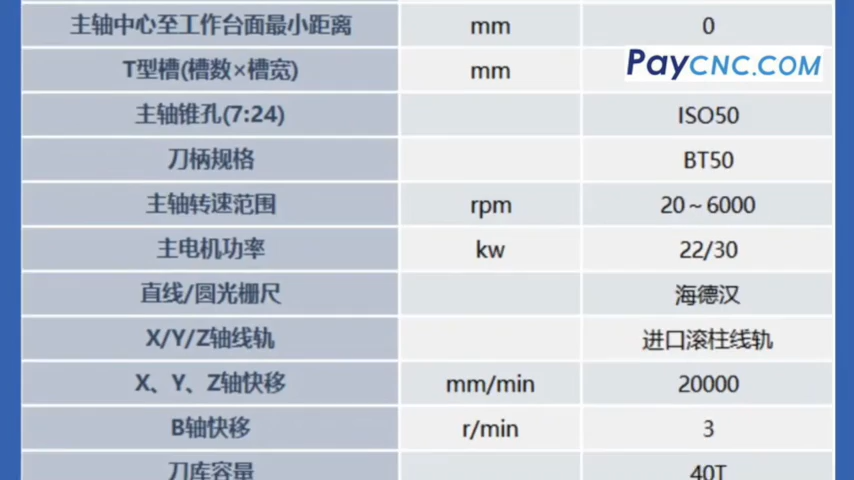 主轴中心至工作台面最小距离 mm 0
T型槽(槽数×槽宽) mm
PayCNC.COM
主轴锥孔(7:24) ISO50
刀柄规格 BT50
主轴转速范围 rpm 20～6000
主电机功率 kw 22/30
直线/圆光栅尺 海德汉
X/Y/Z轴线轨 进口滚柱线轨
X、Y、Z轴快移 mm/min 20000
B轴快移 r/min 3
刀库容量 40T